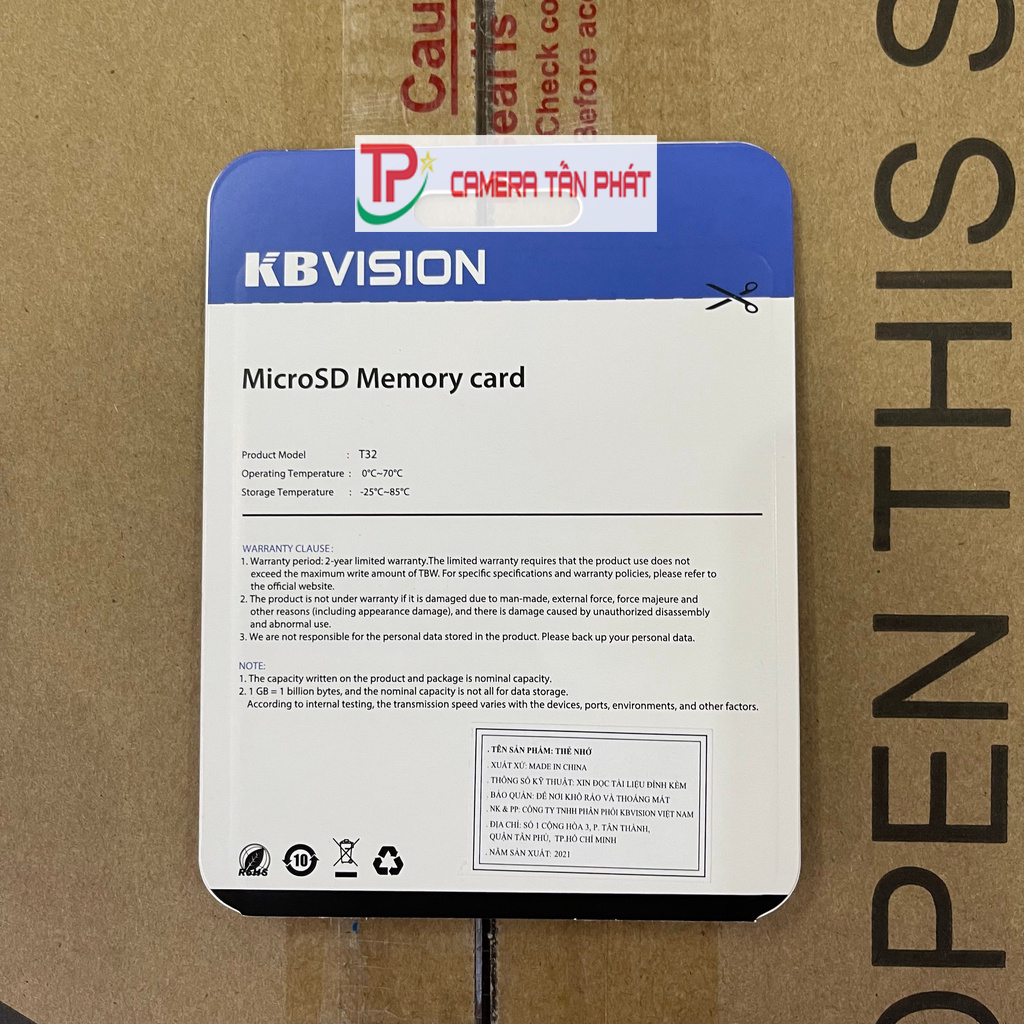 Cau
eal is
Check co
Before ac
TP CAMERA TẤN PHÁT
KBVISION
MicroSD Memory card
Product Model : T32
Operating Temperature : 0°C~70°C
Storage Temperature : -25°C~85°C
WARRANTY CLAUSE:
1. Warranty period: 2-year limited warranty.The limited warranty requires that the product use does not
exceed the maximum write amount of TBW. For specific specifications and warranty policies, please refer to
the official website.
2. The product is not under warranty if it is damaged due to man-made, external force, force majeure and
other reasons (including appearance damage), and there is damage caused by unauthorized disassembly
and abnormal use.
3. We are not responsible for the personal data stored in the product. Please back up your personal data.
NOTE:
1. The capacity written on the product and package is nominal capacity.
2. 1 GB = 1 billion bytes, and the nominal capacity is not all for data storage.
According to internal testing, the transmission speed varies with the devices, ports, environments, and other factors.
. TÊN SẢN PHẨM: THẺ NHỚ
. XUẤT XỨ: MADE IN CHINA
. THÔNG SỐ KỸ THUẬT: XIN ĐỌC TÀI LIỆU ĐÍNH KÈM
. BẢO QUẢN: ĐỂ NƠI KHÔ RÁO VÀ THOÁNG MÁT
. NK & PP: CÔNG TY TNHH PHÂN PHỐI KBVISION VIỆT NAM
. ĐỊA CHỈ: SỐ 1 CỘNG HÒA 3, P. TÂN THÀNH,
QUẬN TÂN PHÚ, TP.HỒ CHÍ MINH
. NĂM SẢN XUẤT: 2021
RoHS
10
OPEN THIS S